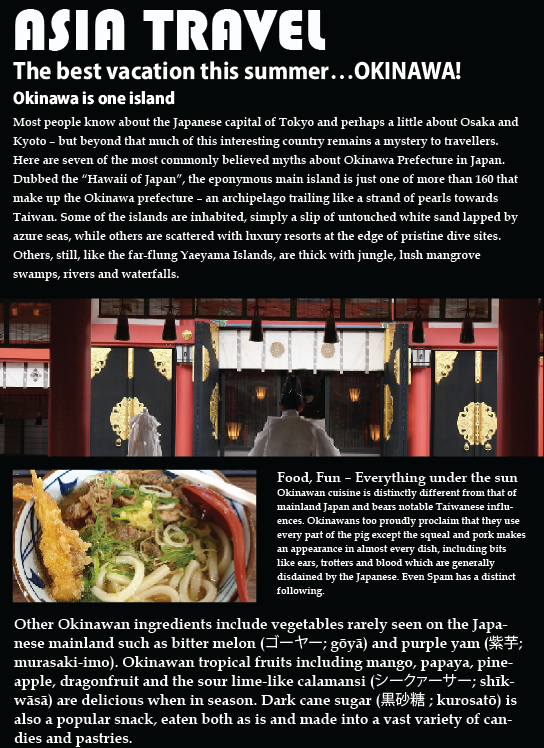 ASIA TRAVEL
The best vacation this summer...OKINAWA!
Okinawa is one island
Most people know about the Japanese capital of Tokyo and perhaps a little about Osaka and
Kyoto – but beyond that much of this interesting country remains a mystery to travellers.
Here are seven of the most commonly believed myths about Okinawa Prefecture in Japan.
Dubbed the “Hawaii of Japan”, the eponymous main island is just one of more than 160 that
make up the Okinawa prefecture – an archipelago trailing like a strand of pearls towards
Taiwan. Some of the islands are inhabited, simply a slip of untouched white sand lapped by
azure seas, while others are scattered with luxury resorts at the edge of pristine dive sites.
Others, still, like the far-flung Yaeyama Islands, are thick with jungle, lush mangrove
swamps, rivers and waterfalls.
Food, Fun – Everything under the sun
Okinawan cuisine is distinctly different from that of
mainland Japan and bears notable Taiwanese influ-
ences. Okinawans too proudly proclaim that they use
every part of the pig except the squeal and pork makes
an appearance in almost every dish, including bits
like ears, trotters and blood which are generally
disdained by the Japanese. Even Spam has a distinct
following.
Other Okinawan ingredients include vegetables rarely seen on the Japa-
nese mainland such as bitter melon (ゴーヤー; gōyā) and purple yam (紫芋;
murasaki-imo). Okinawan tropical fruits including mango, papaya, pine-
apple, dragonfruit and the sour lime-like calamansi (シークァーサー; shīk-
wāsā) are delicious when in season. Dark cane sugar (黒砂糖 ; kurosatō) is
also a popular snack, eaten both as is and made into a vast variety of can-
dies and pastries.